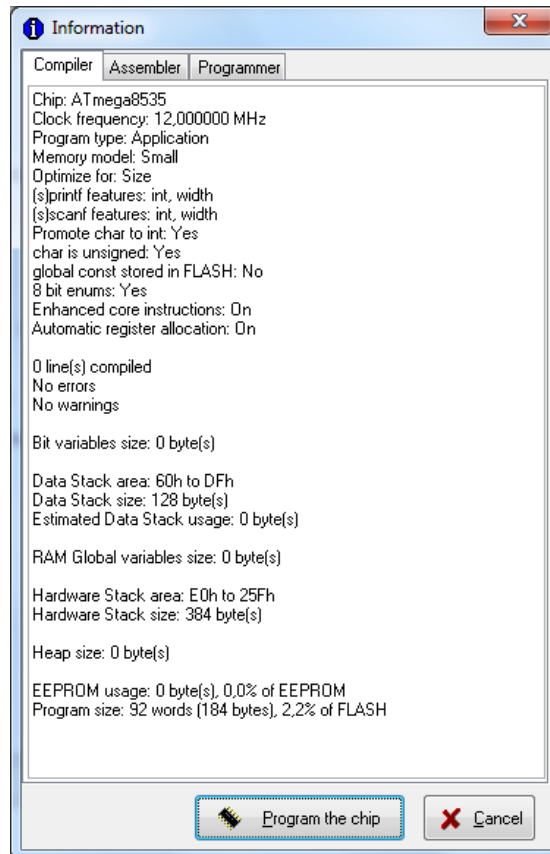 Information
Compiler Assembler Programmer
Chip: ATmega8535
Clock frequency: 12,000000 MHz
Program type: Application
Memory model: Small
Optimize for: Size
(s)printf features: int, width
(s)scanf features: int, width
Promote char to int: Yes
char is unsigned: Yes
global const stored in FLASH: No
8 bit enums: Yes
Enhanced core instructions: On
Automatic register allocation: On
0 line(s) compiled
No errors
No warnings
Bit variables size: 0 byte(s)
Data Stack area: 60h to DFh
Data Stack size: 128 byte(s)
Estimated Data Stack usage: 0 byte(s)
RAM Global variables size: 0 byte(s)
Hardware Stack area: E0h to 25Fh
Hardware Stack size: 384 byte(s)
Heap size: 0 byte(s)
EEPROM usage: 0 byte(s), 0,0% of EEPROM
Program size: 92 words (184 bytes), 2,2% of FLASH
Program the chip Cancel